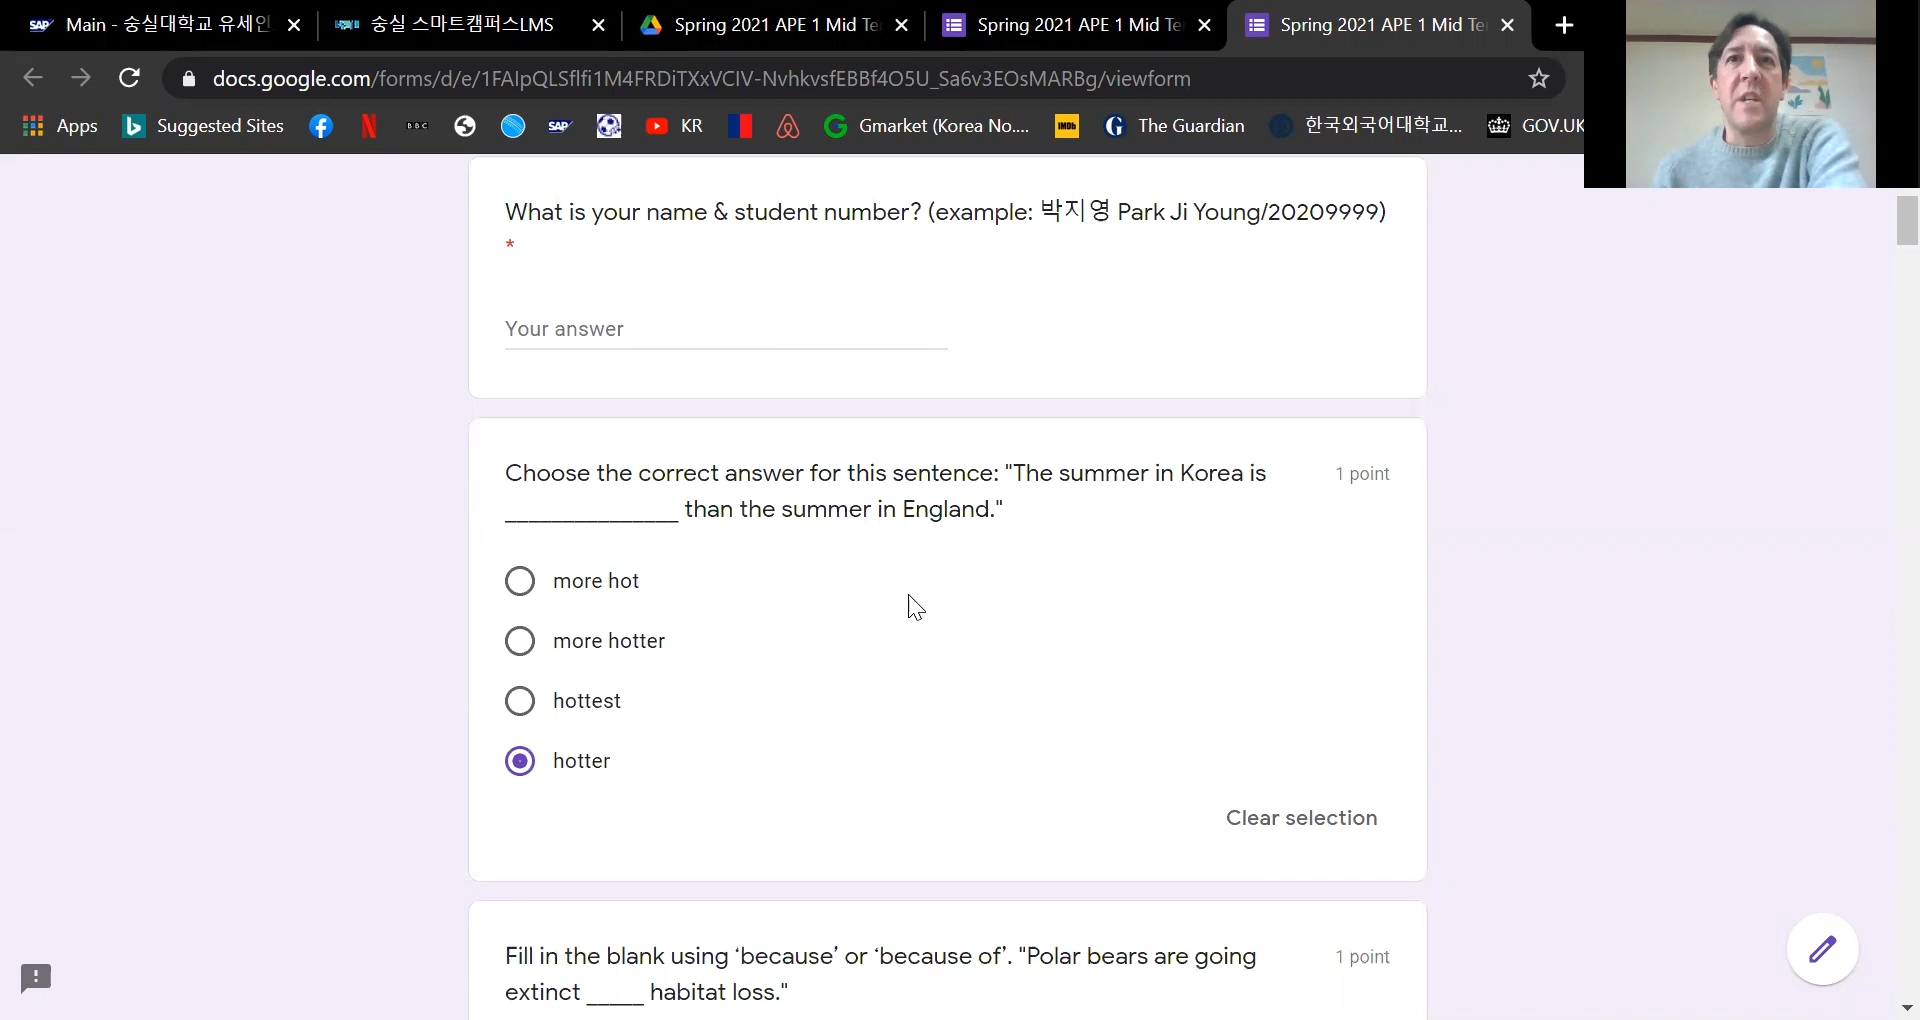 SAP Main - 숭실대학교 유세인
숭실 스마트캠퍼스LMS
Spring 2021 APE 1 Mid Te
Spring 2021 APE 1 Mid Te
Spring 2021 APE 1 Mid Te
docs.google.com/forms/d/e/1FAIpQLSflfi1M4FRDiTXxVCIV-NvhkvsfEBBf4O5U_Sa6v3EOsMARBg/viewform
Apps
Suggested Sites
BBC
SAP
KR
Gmarket (Korea No....
IMDb
The Guardian
한국외국어대학교...
GOV.UK
What is your name & student number? (example: 박지영 Park Ji Young/20209999)
*
Your answer
Choose the correct answer for this sentence: "The summer in Korea is
1 point
_______________ than the summer in England."
more hot
more hotter
hottest
hotter
Clear selection
Fill in the blank using ‘because’ or ‘because of’. "Polar bears are going
1 point
extinct _____ habitat loss."